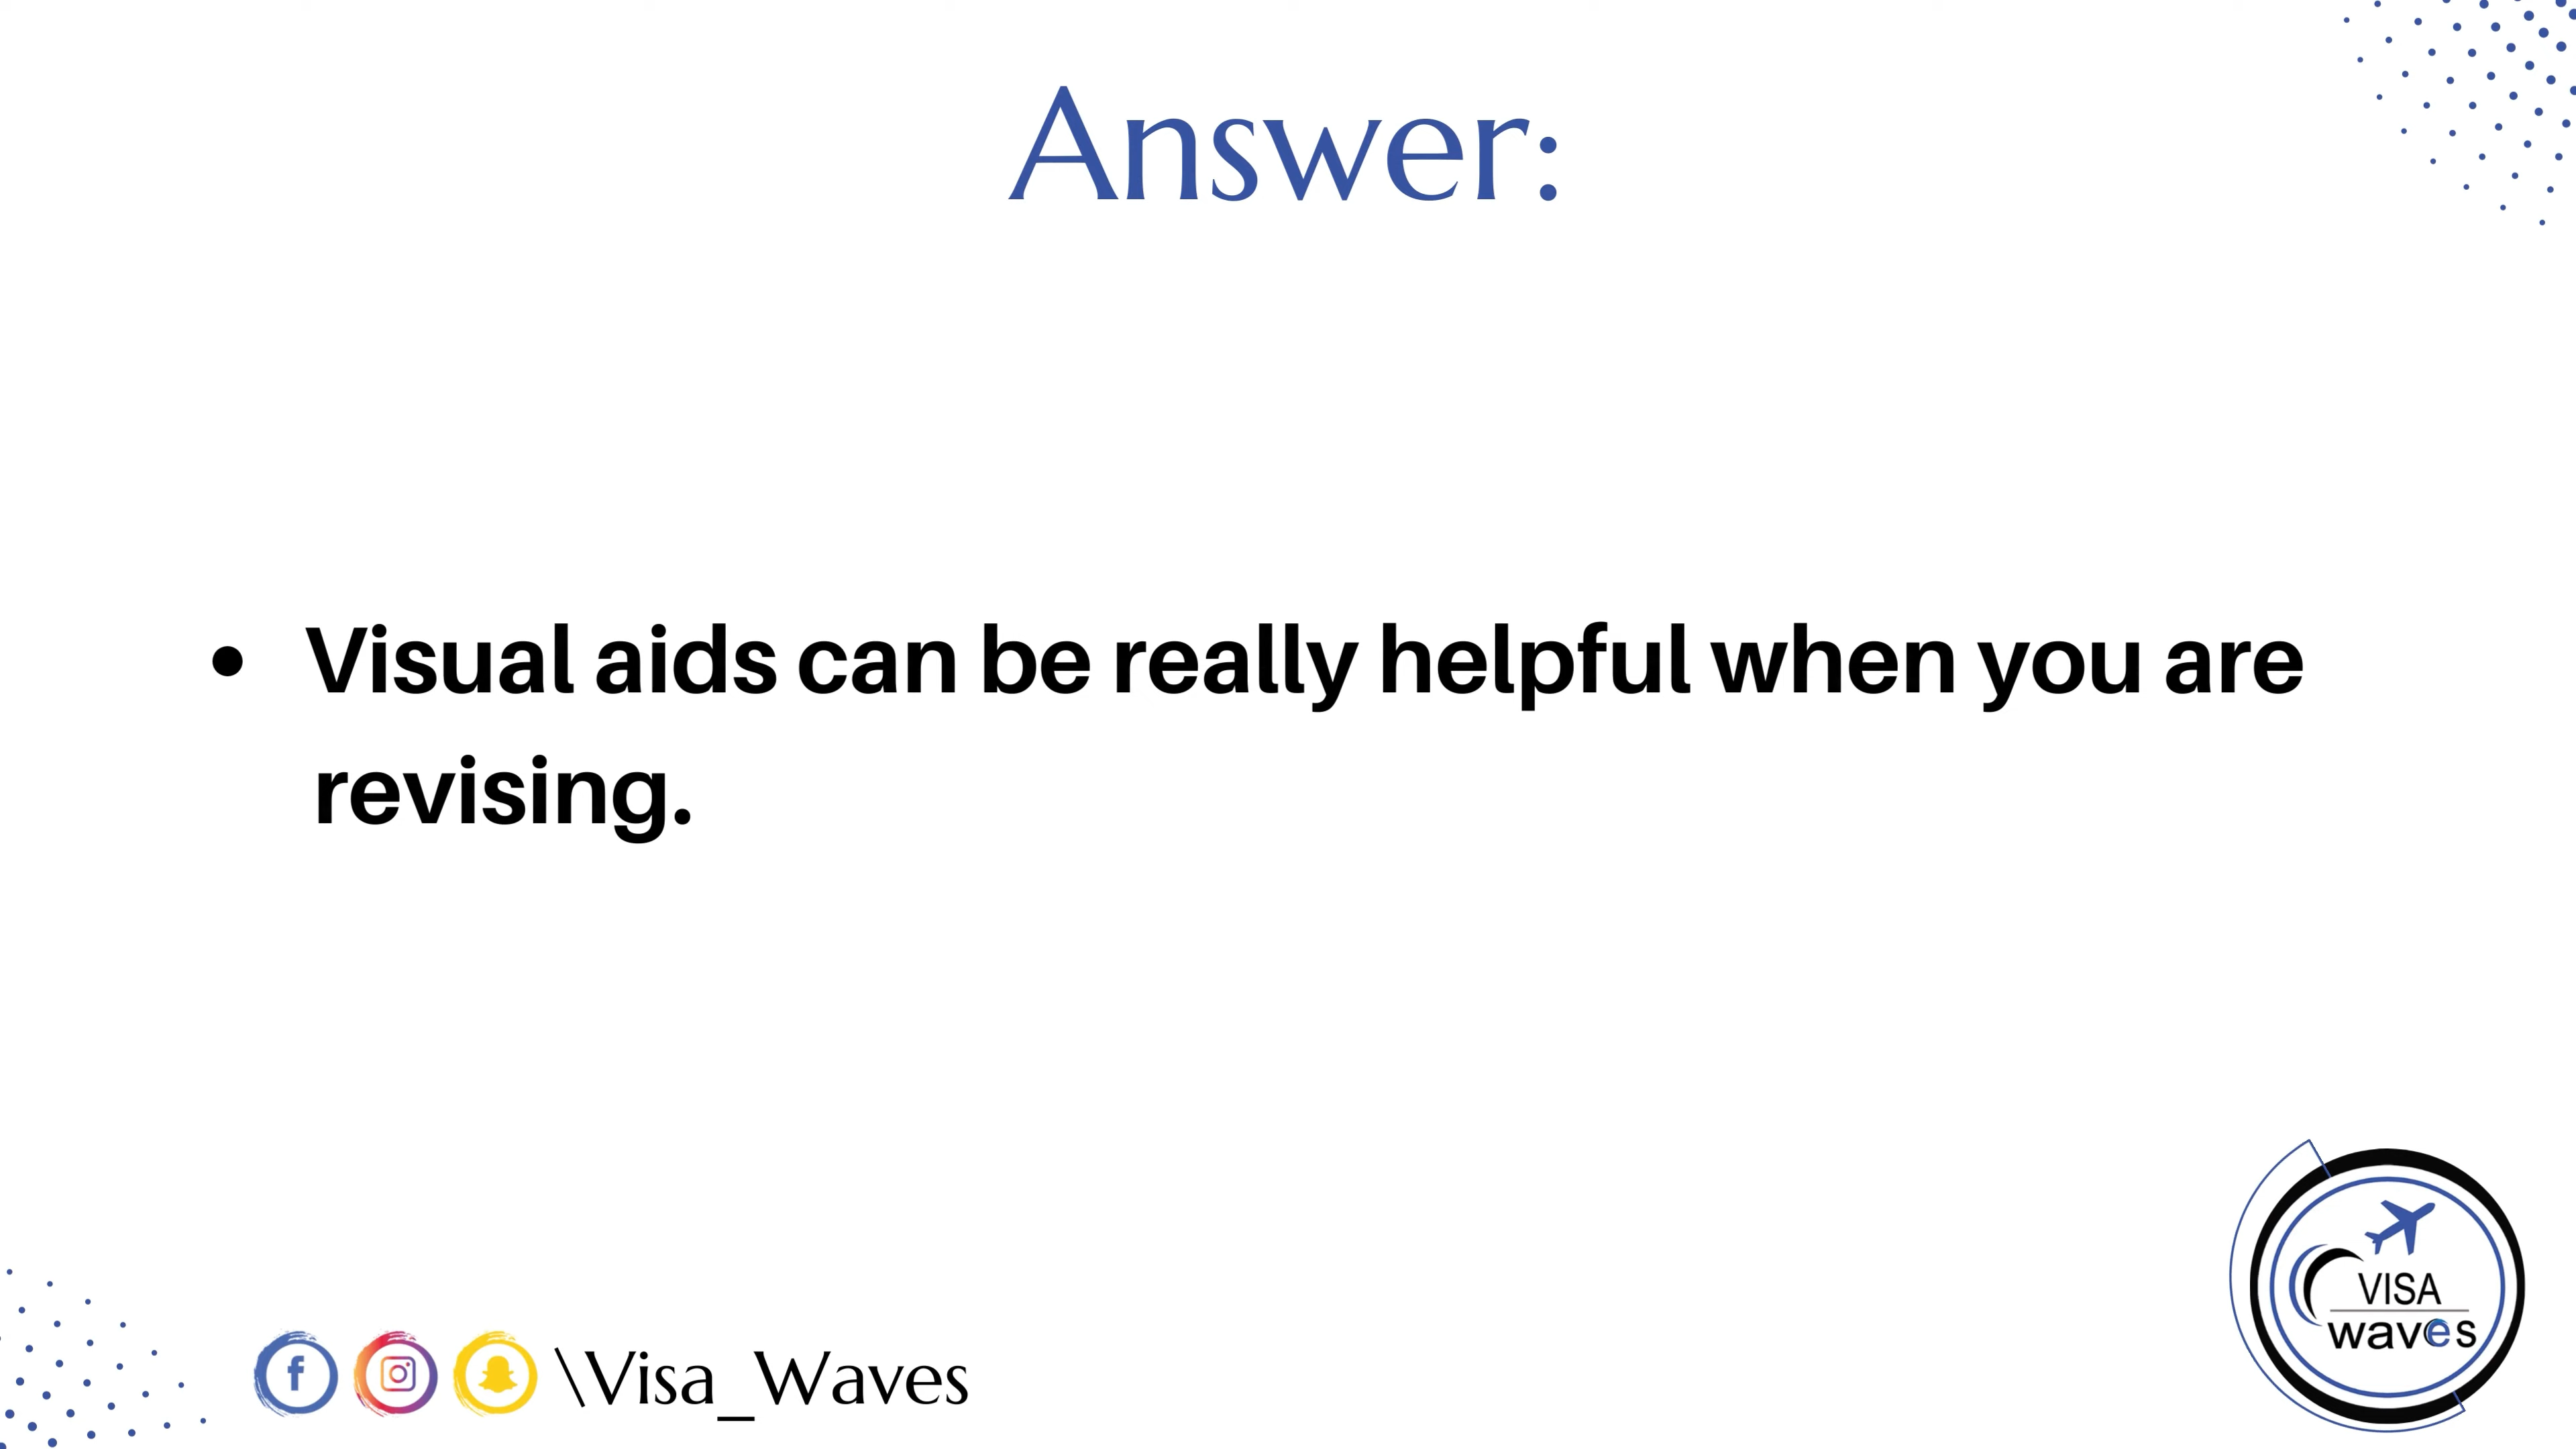 Answer:
• Visual aids can be really helpful when you are
revising.
\Visa_Waves
VISA
waves